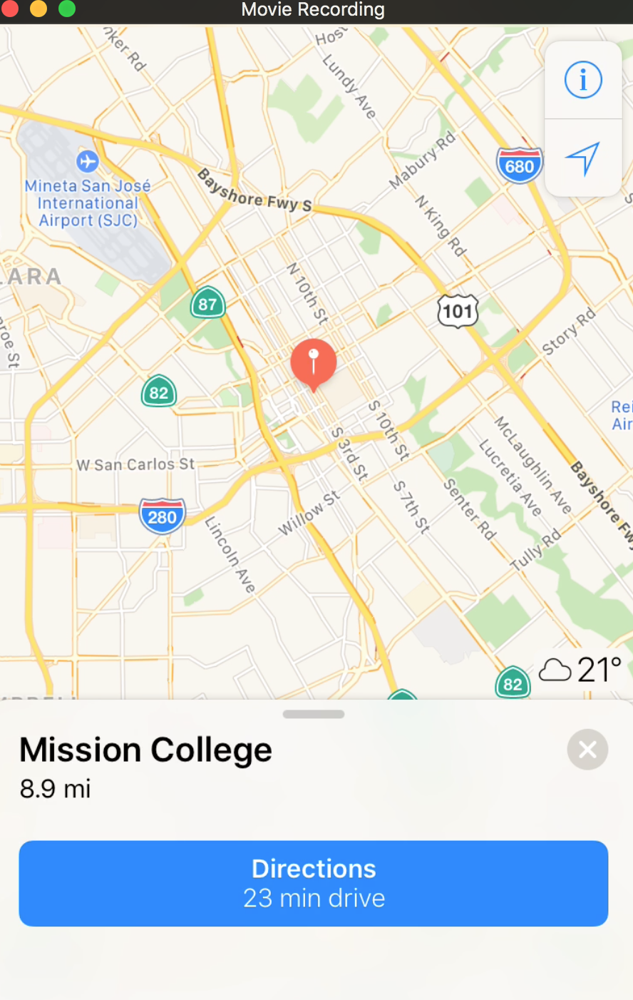 Movie Recording
nker Rd
Host
Lundy Ave
680
Mabury Rd
Mineta San José
International
Airport (SJC)
Bayshore Fwy S
N King Rd
LARA
N 10th St
87
101
Story Rd
roe St
82
Rei
Air
S 10th St
S 3rd St
McLaughlin Ave
Lucretia Ave
W San Carlos St
Bayshore Fwy
S 7th St
Senter Rd
280
Willow St
Lincoln Ave
Tully Rd
82
21°
Mission College
8.9 mi
Directions
23 min drive